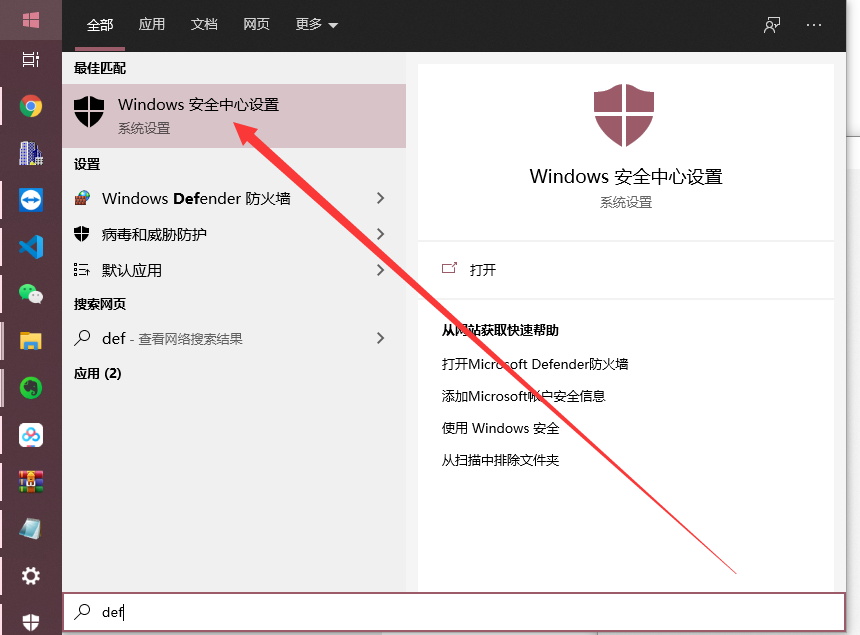 全部 应用 文档 网页 更多
最佳匹配
Windows 安全中心设置
系统设置
设置
Windows Defender 防火墙
病毒和威胁防护
默认应用
搜索网页
def - 查看网络搜索结果
应用 (2)
Windows 安全中心设置
系统设置
打开
从网站获取快速帮助
打开Microsoft Defender防火墙
添加Microsoft帐户安全信息
使用 Windows 安全
从扫描中排除文件夹
def